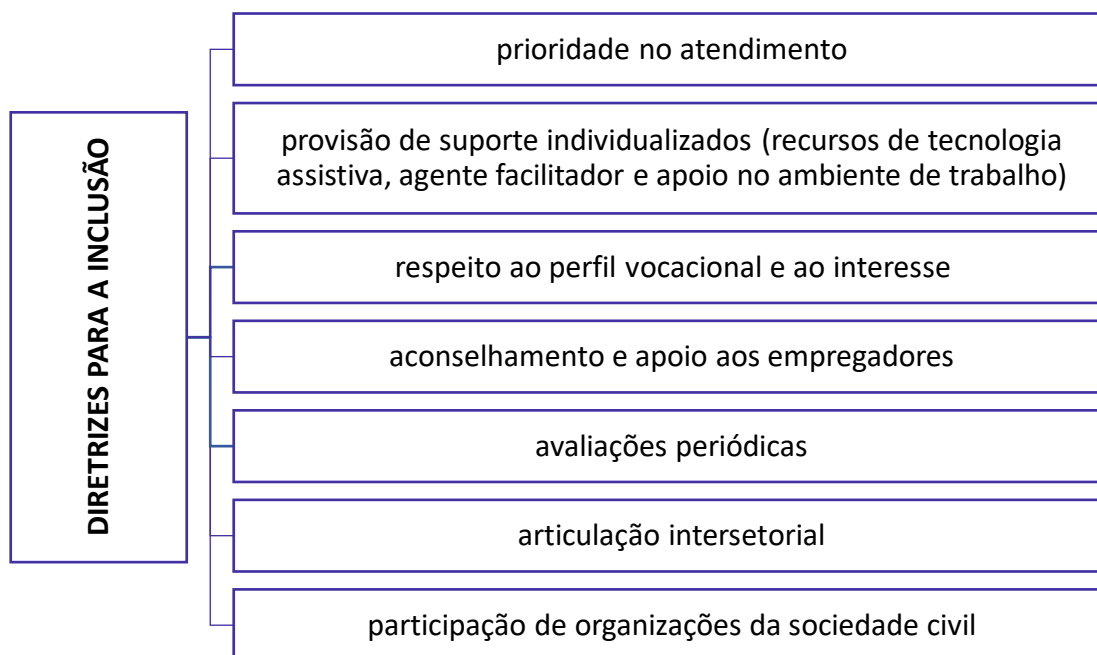 DIRETRIZES PARA A INCLUSÃO
prioridade no atendimento
provisão de suporte individualizados (recursos de tecnologia
assistiva, agente facilitador e apoio no ambiente de trabalho)
respeito ao perfil vocacional e ao interesse
aconselhamento e apoio aos empregadores
avaliações periódicas
articulação intersetorial
participação de organizações da sociedade civil